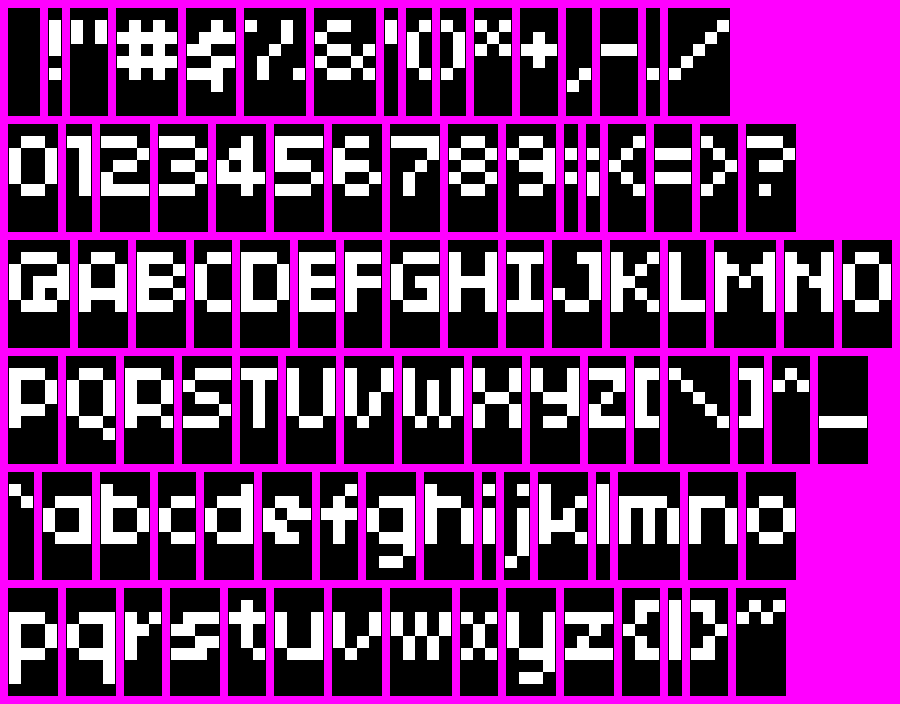 !"#$%&'()*+,-./
0123456789:;<=>?
@ABCDEFGHIJKLMNO
PQRSTUVWXYZ[\]^_
`abcdefghijklmno
pqrstuvwxyz{|}~